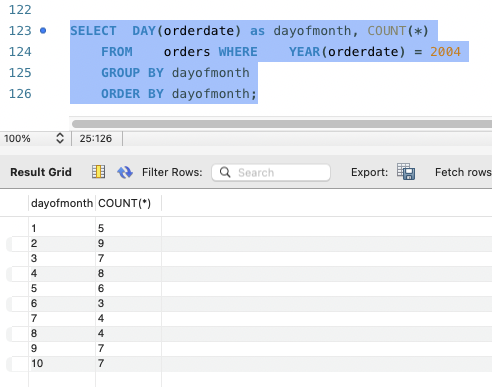 122
123 SELECT DAY(orderdate) as dayofmonth, COUNT(*)
124 FROM orders WHERE YEAR(orderdate) = 2004
125 GROUP BY dayofmonth
126 ORDER BY dayofmonth;
100% 25:126
Result Grid Filter Rows: Search Export: Fetch rows
dayofmonth COUNT(*)
1 5
2 9
3 7
4 8
5 6
6 3
7 4
8 4
9 7
10 7